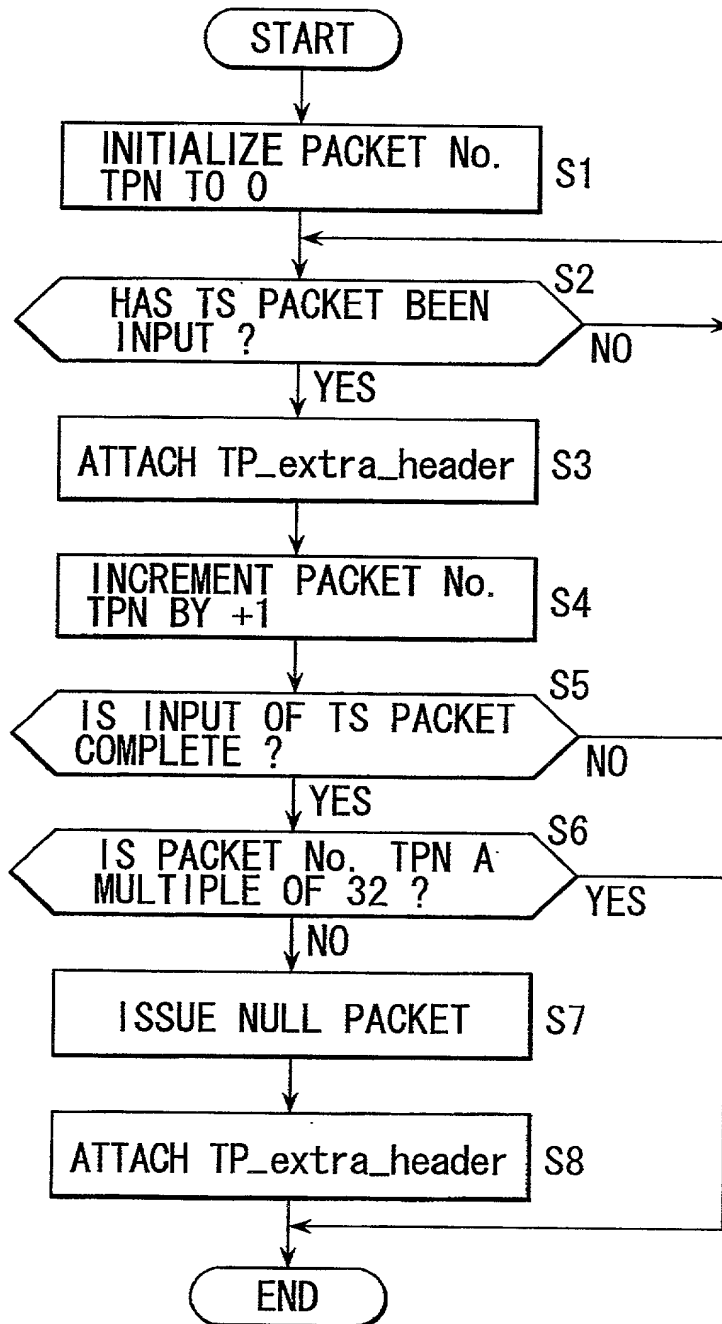 START
INITIALIZE PACKET No.
TPN TO 0
S1
S2
HAS TS PACKET BEEN
INPUT ?
NO
YES
ATTACH TP_extra_header
S3
INCREMENT PACKET No.
TPN BY +1
S4
S5
IS INPUT OF TS PACKET
COMPLETE ?
NO
YES
S6
IS PACKET No. TPN A
MULTIPLE OF 32 ?
YES
NO
ISSUE NULL PACKET
S7
ATTACH TP_extra_header
S8
END